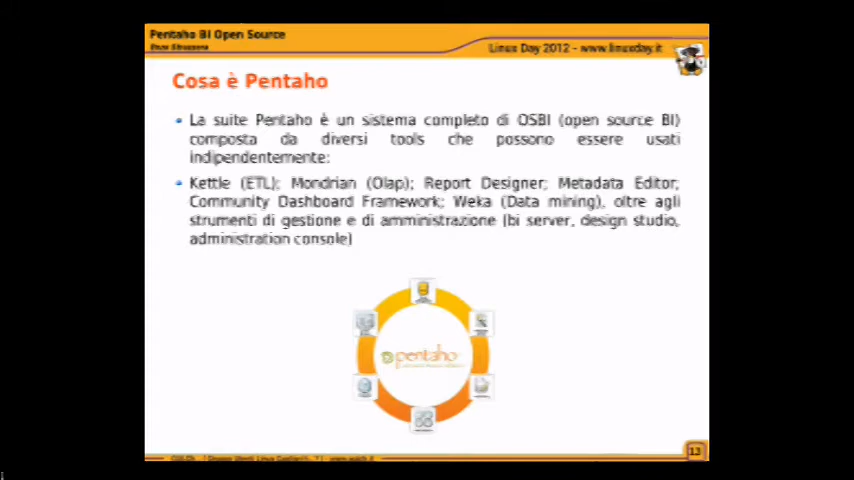 Pentaho BI Open Source
Linux Day 2012 - www.linuxday.it
Cosa è Pentaho
• La suite Pentaho è un sistema completo di OSBI (open source BI)
composta da diversi tools che possono essere usati
indipendentemente:
• Kettle (ETL); Mondrian (Olap); Report Designer; Metadata Editor;
Community Dashboard Framework; Weka (Data mining), oltre agli
strumenti di gestione e di amministrazione (bi server, design studio,
administration console)
pentaho
13